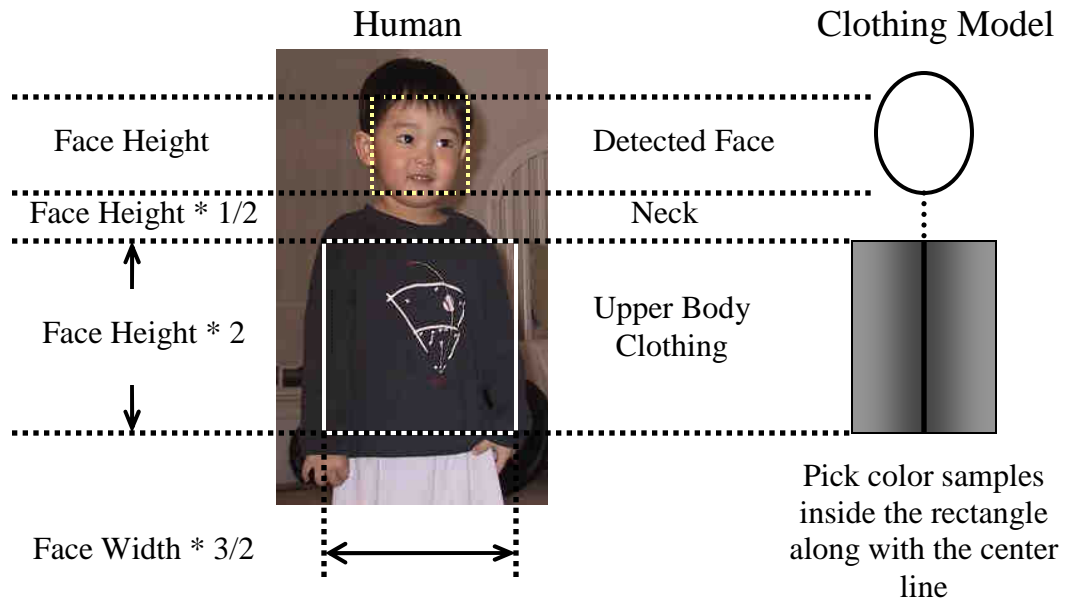 Human
Clothing Model
Face Height
Detected Face
Face Height * 1/2
Neck
Face Height * 2
Upper Body
Clothing
Pick color samples
inside the rectangle
along with the center
line
Face Width * 3/2